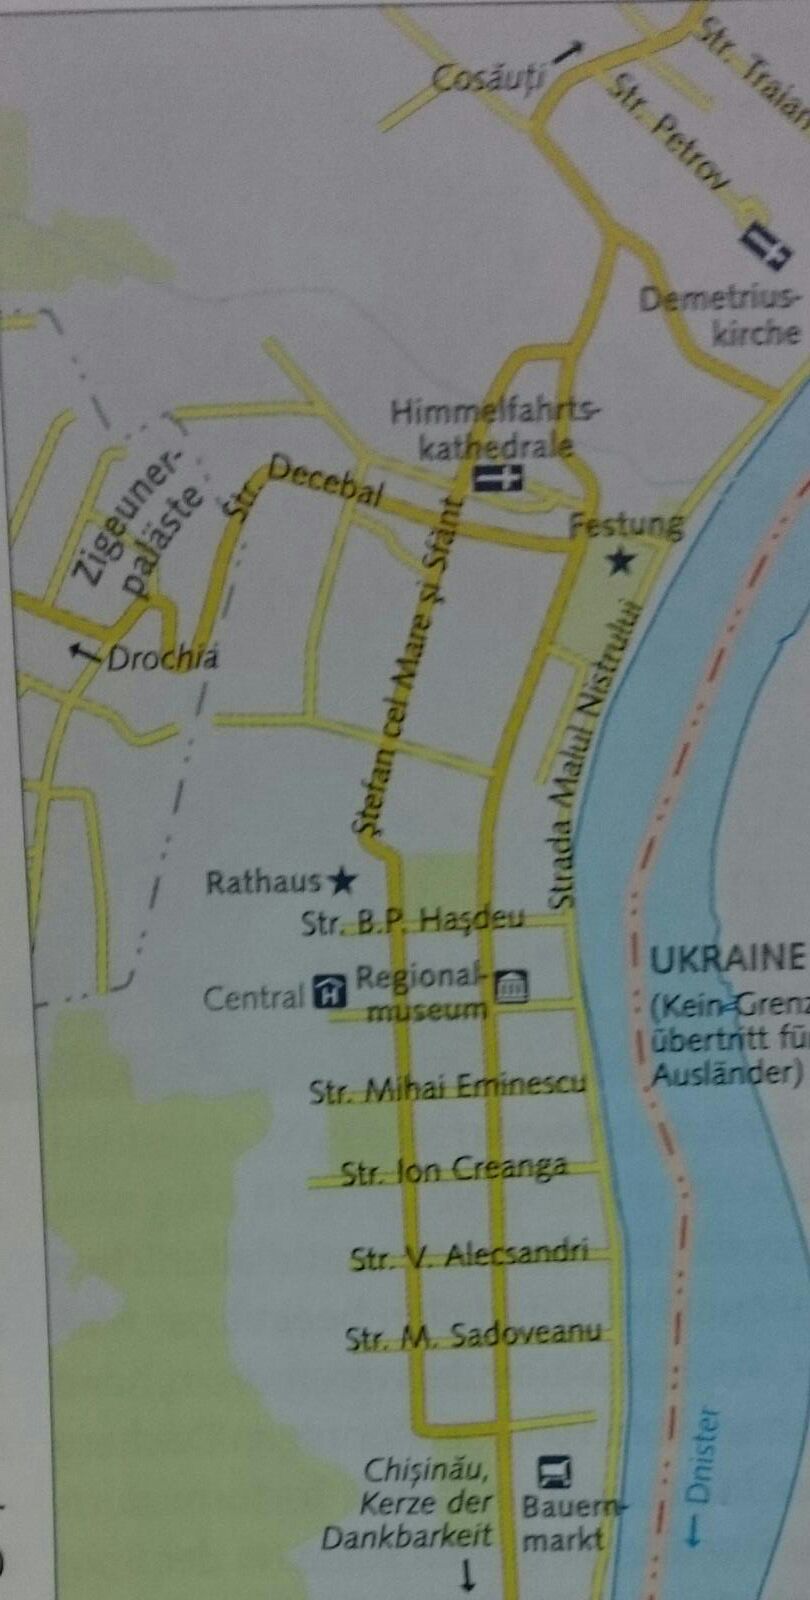 Str. Traian
Cosăuți
Str. Petrov
Demetrius-
kirche
Himmelfahrts-
kathedrale
Str. Decebal
Zigeuner-
paläste
Festung
Ștefan cel Mare și Sfânt
Drochia
Strada Malul Nistrului
Rathaus
Str. B.P. Hașdeu
UKRAINE
(Kein Grenz
übertritt fü
Ausländer)
Central
H
Regional-
museum
Str. Mihai Eminescu
Str. Ion Creanga
Str. V. Alecsandri
Str. M. Sadoveanu
Dnister
Chișinău,
Kerze der
Dankbarkeit
Bauern-
markt